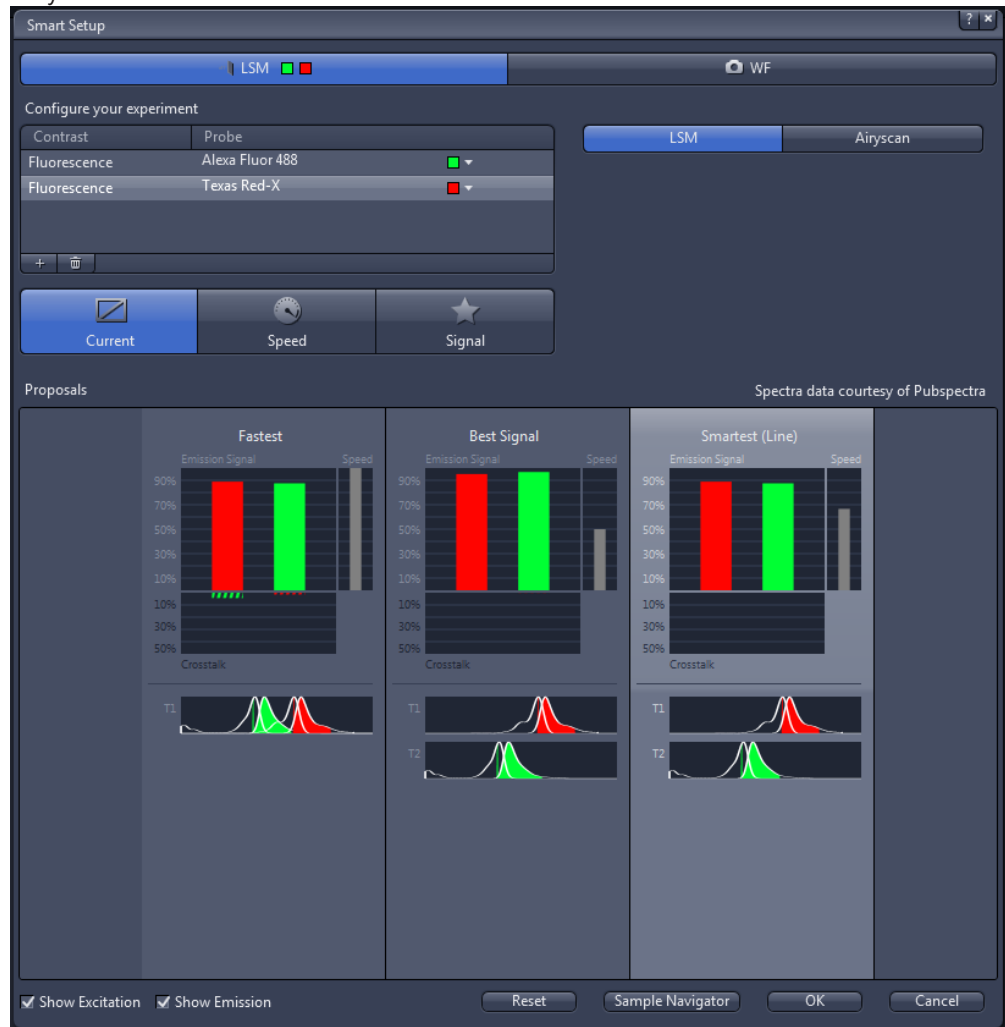 Smart Setup
? ×
LSM
WF
Configure your experiment
Contrast Probe
Fluorescence Alexa Fluor 488
Fluorescence Texas Red-X
+
LSM Airyscan
Current Speed Signal
Proposals Spectra data courtesy of Pubspectra
Fastest
Emission Signal Speed
90%
70%
50%
30%
10%
10%
30%
50%
Crosstalk
T1
Best Signal
Emission Signal Speed
90%
70%
50%
30%
10%
10%
30%
50%
Crosstalk
T1
T2
Smartest (Line)
Emission Signal Speed
90%
70%
50%
30%
10%
10%
30%
50%
Crosstalk
T1
T2
Show Excitation Show Emission Reset Sample Navigator OK Cancel